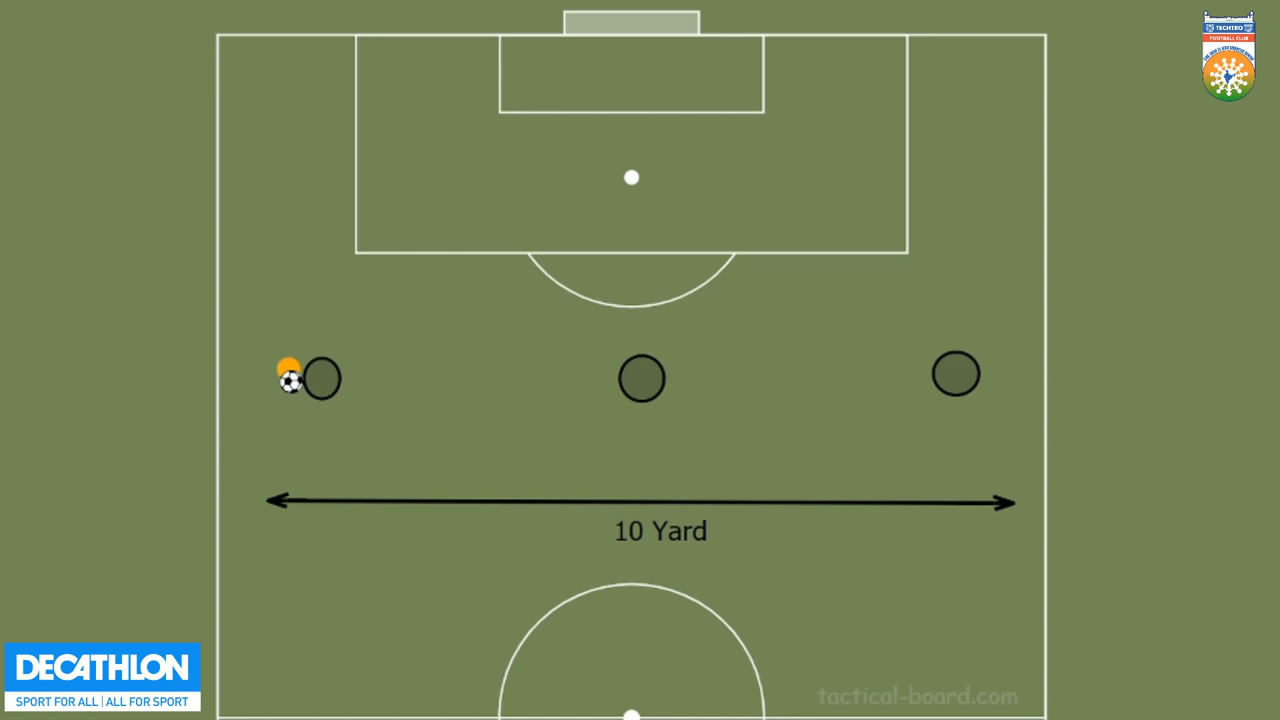 TECHTRO
FOOTBALL CLUB
10 Yard
DECATHLON
SPORT FOR ALL | ALL FOR SPORT
tactical-board.com